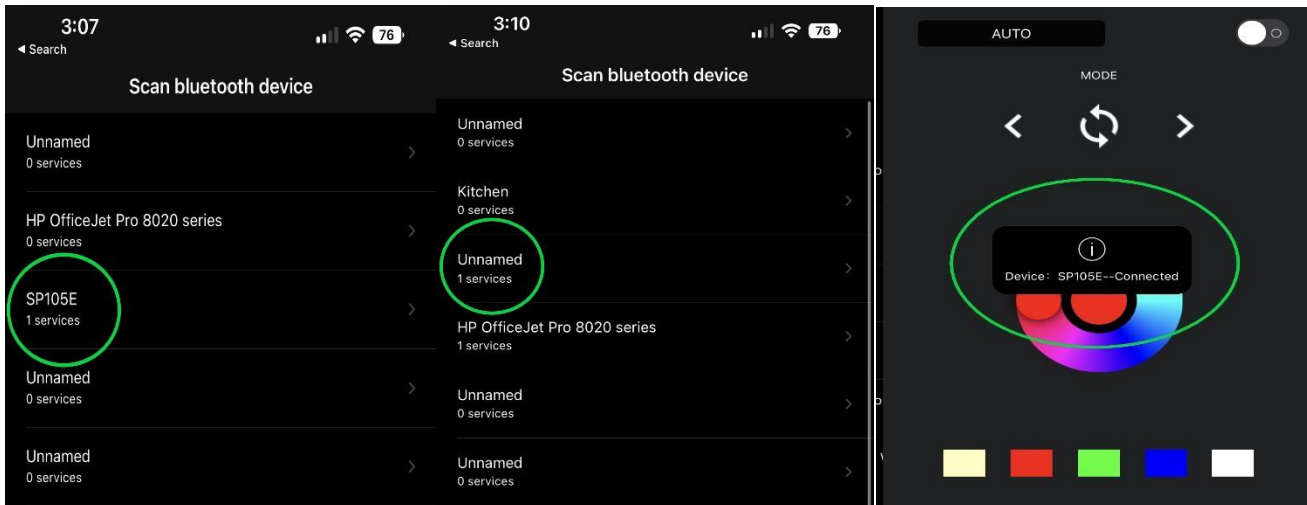 3:07
76
◀ Search
Scan bluetooth device
Unnamed
0 services
HP OfficeJet Pro 8020 series
0 services
SP105E
1 services
Unnamed
0 services
Unnamed
0 services
3:10
76
◀ Search
Scan bluetooth device
Unnamed
0 services
Kitchen
0 services
Unnamed
1 services
HP OfficeJet Pro 8020 series
1 services
Unnamed
0 services
Unnamed
0 services
AUTO
MODE
Device: SP105E--Connected